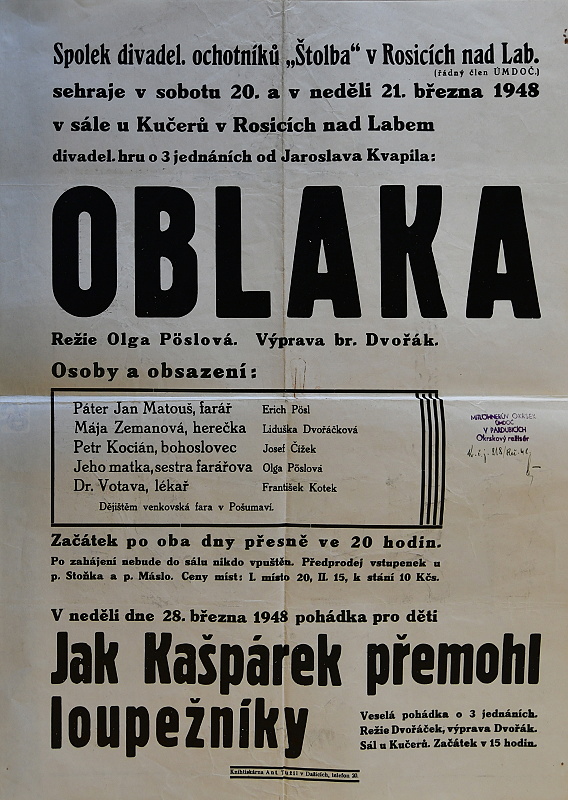 Spolek divadel. ochotníků „Štolba“ v Rosicích nad Lab.
(řádný člen ÚMDOČ.)
sehraje v sobotu 20. a v neděli 21. března 1948
v sále u Kučerů v Rosicích nad Labem
divadel. hru o 3 jednáních od Jaroslava Kvapila:
OBLAKA
Režie Olga Pöslová. Výprava br. Dvořák.
Osoby a obsazení:
Páter Jan Matouš, farář Erich Pösl
Mája Zemanová, herečka Liduška Dvořáčková
Petr Kocián, bohoslovec Josef Čížek
Jeho matka, sestra farářova Olga Pöslová
Dr. Votava, lékař František Kotek
Dějištěm venkovská fara v Pošumaví.
OKRSEK
ÚMDOČ
V PARDUBICÍCH
Okrskový režisér
Začátek po oba dny přesně ve 20 hodin.
Po zahájení nebude do sálu nikdo vpuštěn. Předprodej vstupenek u
p. Stoňka a p. Máslo. Ceny míst: I. místo 20, II. 15, k stání 10 Kčs.
V neděli dne 28. března 1948 pohádka pro děti
Jak Kašpárek přemohl
loupežníky
Veselá pohádka o 3 jednáních.
Režie Dvořáček, výprava Dvořák.
Sál u Kučerů. Začátek v 15 hodin.
Knihtiskárna Ant. v Dašicích, telefon 20.